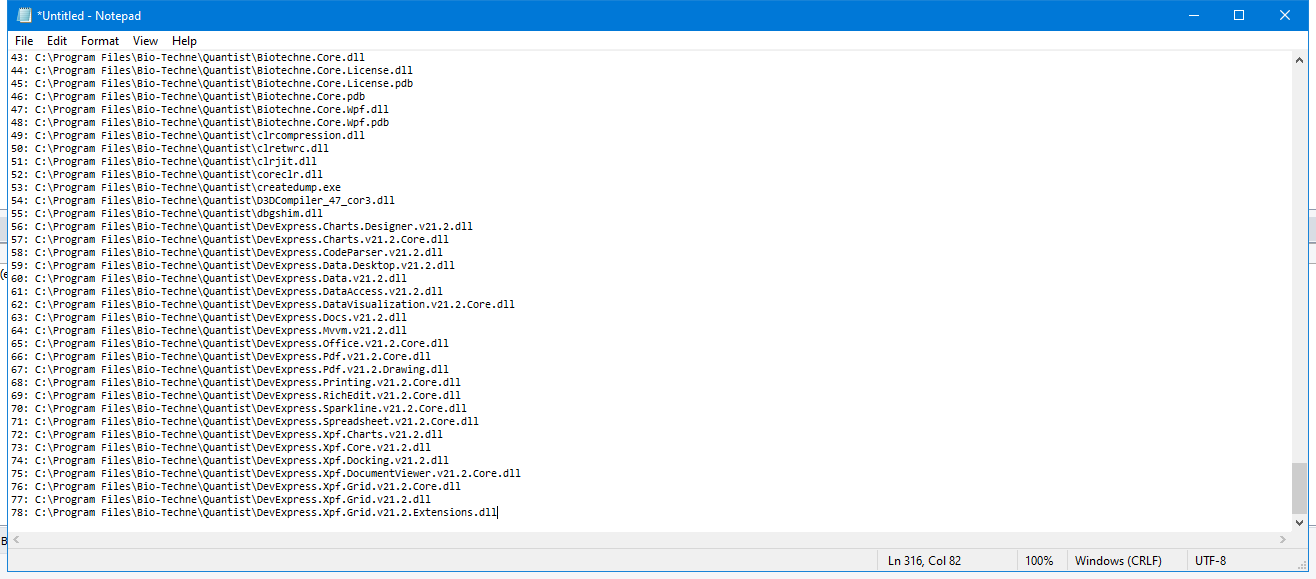 *Untitled - Notepad
File Edit Format View Help
43: C:\Program Files\Bio-Techne\Quantist\Biotechne.Core.dll
44: C:\Program Files\Bio-Techne\Quantist\Biotechne.Core.License.dll
45: C:\Program Files\Bio-Techne\Quantist\Biotechne.Core.License.pdb
46: C:\Program Files\Bio-Techne\Quantist\Biotechne.Core.pdb
47: C:\Program Files\Bio-Techne\Quantist\Biotechne.Core.Wpf.dll
48: C:\Program Files\Bio-Techne\Quantist\Biotechne.Core.Wpf.pdb
49: C:\Program Files\Bio-Techne\Quantist\clrcompression.dll
50: C:\Program Files\Bio-Techne\Quantist\clretwrc.dll
51: C:\Program Files\Bio-Techne\Quantist\clrjit.dll
52: C:\Program Files\Bio-Techne\Quantist\coreclr.dll
53: C:\Program Files\Bio-Techne\Quantist\createdump.exe
54: C:\Program Files\Bio-Techne\Quantist\D3DCompiler_47_cor3.dll
55: C:\Program Files\Bio-Techne\Quantist\dbgshim.dll
56: C:\Program Files\Bio-Techne\Quantist\DevExpress.Charts.Designer.v21.2.dll
57: C:\Program Files\Bio-Techne\Quantist\DevExpress.Charts.v21.2.Core.dll
58: C:\Program Files\Bio-Techne\Quantist\DevExpress.CodeParser.v21.2.dll
59: C:\Program Files\Bio-Techne\Quantist\DevExpress.Data.Desktop.v21.2.dll
60: C:\Program Files\Bio-Techne\Quantist\DevExpress.Data.v21.2.dll
61: C:\Program Files\Bio-Techne\Quantist\DevExpress.DataAccess.v21.2.dll
62: C:\Program Files\Bio-Techne\Quantist\DevExpress.DataVisualization.v21.2.Core.dll
63: C:\Program Files\Bio-Techne\Quantist\DevExpress.Docs.v21.2.dll
64: C:\Program Files\Bio-Techne\Quantist\DevExpress.Mvvm.v21.2.dll
65: C:\Program Files\Bio-Techne\Quantist\DevExpress.Office.v21.2.Core.dll
66: C:\Program Files\Bio-Techne\Quantist\DevExpress.Pdf.v21.2.Core.dll
67: C:\Program Files\Bio-Techne\Quantist\DevExpress.Pdf.v21.2.Drawing.dll
68: C:\Program Files\Bio-Techne\Quantist\DevExpress.Printing.v21.2.Core.dll
69: C:\Program Files\Bio-Techne\Quantist\DevExpress.RichEdit.v21.2.Core.dll
70: C:\Program Files\Bio-Techne\Quantist\DevExpress.Sparkline.v21.2.Core.dll
71: C:\Program Files\Bio-Techne\Quantist\DevExpress.Spreadsheet.v21.2.Core.dll
72: C:\Program Files\Bio-Techne\Quantist\DevExpress.Xpf.Charts.v21.2.dll
73: C:\Program Files\Bio-Techne\Quantist\DevExpress.Xpf.Core.v21.2.dll
74: C:\Program Files\Bio-Techne\Quantist\DevExpress.Xpf.Docking.v21.2.dll
75: C:\Program Files\Bio-Techne\Quantist\DevExpress.Xpf.DocumentViewer.v21.2.Core.dll
76: C:\Program Files\Bio-Techne\Quantist\DevExpress.Xpf.Grid.v21.2.Core.dll
77: C:\Program Files\Bio-Techne\Quantist\DevExpress.Xpf.Grid.v21.2.dll
78: C:\Program Files\Bio-Techne\Quantist\DevExpress.Xpf.Grid.v21.2.Extensions.dll
Ln 316, Col 82 100% Windows (CRLF) UTF-8